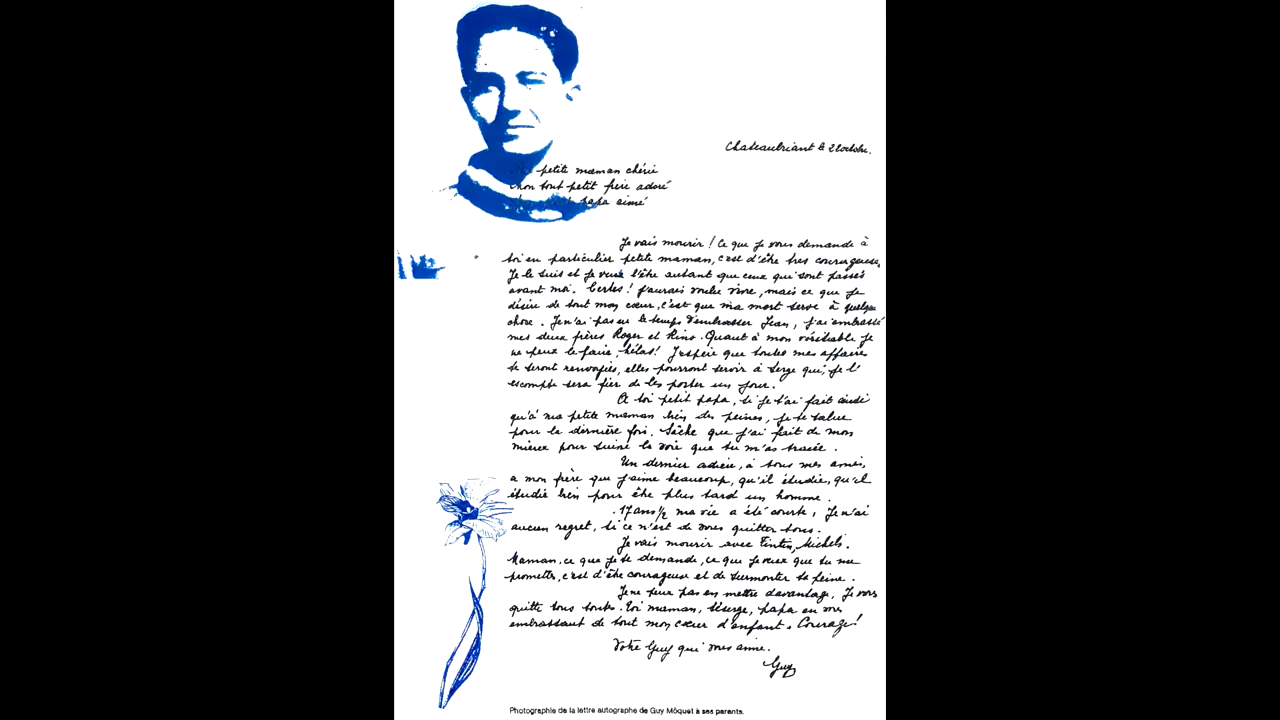 Chateaubriant le 22 octobre.
Ma petite maman chérie
mon tout petit frère adoré
papa aimé
Je vais mourir ! Ce que je vous demande à
toi en particulier petite maman, c'est d'être très courageuse,
Je le suis et je veux l'être autant que ceux qui sont passés
avant moi. Certes ! j'aurais voulu vivre, mais ce que je
désire de tout mon cœur, c'est que ma mort serve à quelque
chose. Je n'ai pas eu le temps d'embrasser Jean, j'ai embrassé
mes deux frères Roger et Rino. Quant à mon véritable je
ne peux le faire, hélas ! J'espère que toutes mes affaires
te seront renvoyées, elles pourront servir à Serge qui, je l'
escompte sera fier de les porter un jour.
A toi petit papa, si je t'ai fait ainsi
qu'à ma petite maman bien des peines, je te salue
pour la dernière fois. Sâche que j'ai fait de mon
mieux pour suivre la voie que tu m'as tracée.
Un dernier adieu, à tous mes amis,
a mon frère que j'aime beaucoup, qu'il étudie, qu'il
étudie bien pour être plus tard un homme.
17 ans 1/2 ma vie a été courte, je n'ai
aucun regret, si ce n'est de vous quitter tous.
Je vais mourir avec Tintin, Michels.
Maman, ce que je te demande, ce que je veux que tu me
promettes, c'est d'être courageuse et de surmonter ta peine.
Je ne peux pas en mettre davantage, Je vous
quitte tous toutes. Toi maman, Séserge, papa en vous
embrassant de tout mon cœur d'enfant. Courage !
Votre Guy qui vous aime.
Guy
Photographie de la lettre autographe de Guy Môquet à ses parents.